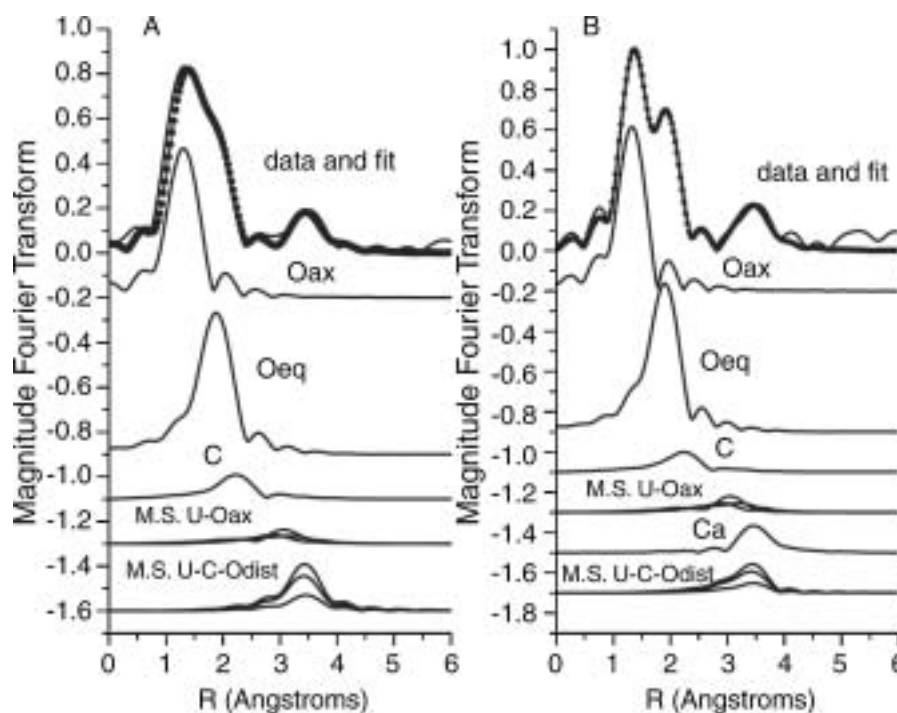 A
Magnitude Fourier Transform
1.0
0.8
0.6
0.4
0.2
0.0
-0.2
-0.4
-0.6
-0.8
-1.0
-1.2
-1.4
-1.6
data and fit
Oax
Oeq
C
M.S. U-Oax
M.S. U-C-Odist
0 1 2 3 4 5 6
R (Angstroms)
B
Magnitude Fourier Transform
1.0
0.8
0.6
0.4
0.2
0.0
-0.2
-0.4
-0.6
-0.8
-1.0
-1.2
-1.4
-1.6
-1.8
data and fit
Oax
Oeq
C
M.S. U-Oax
Ca
M.S. U-C-Odist
0 1 2 3 4 5 6
R (Angstroms)